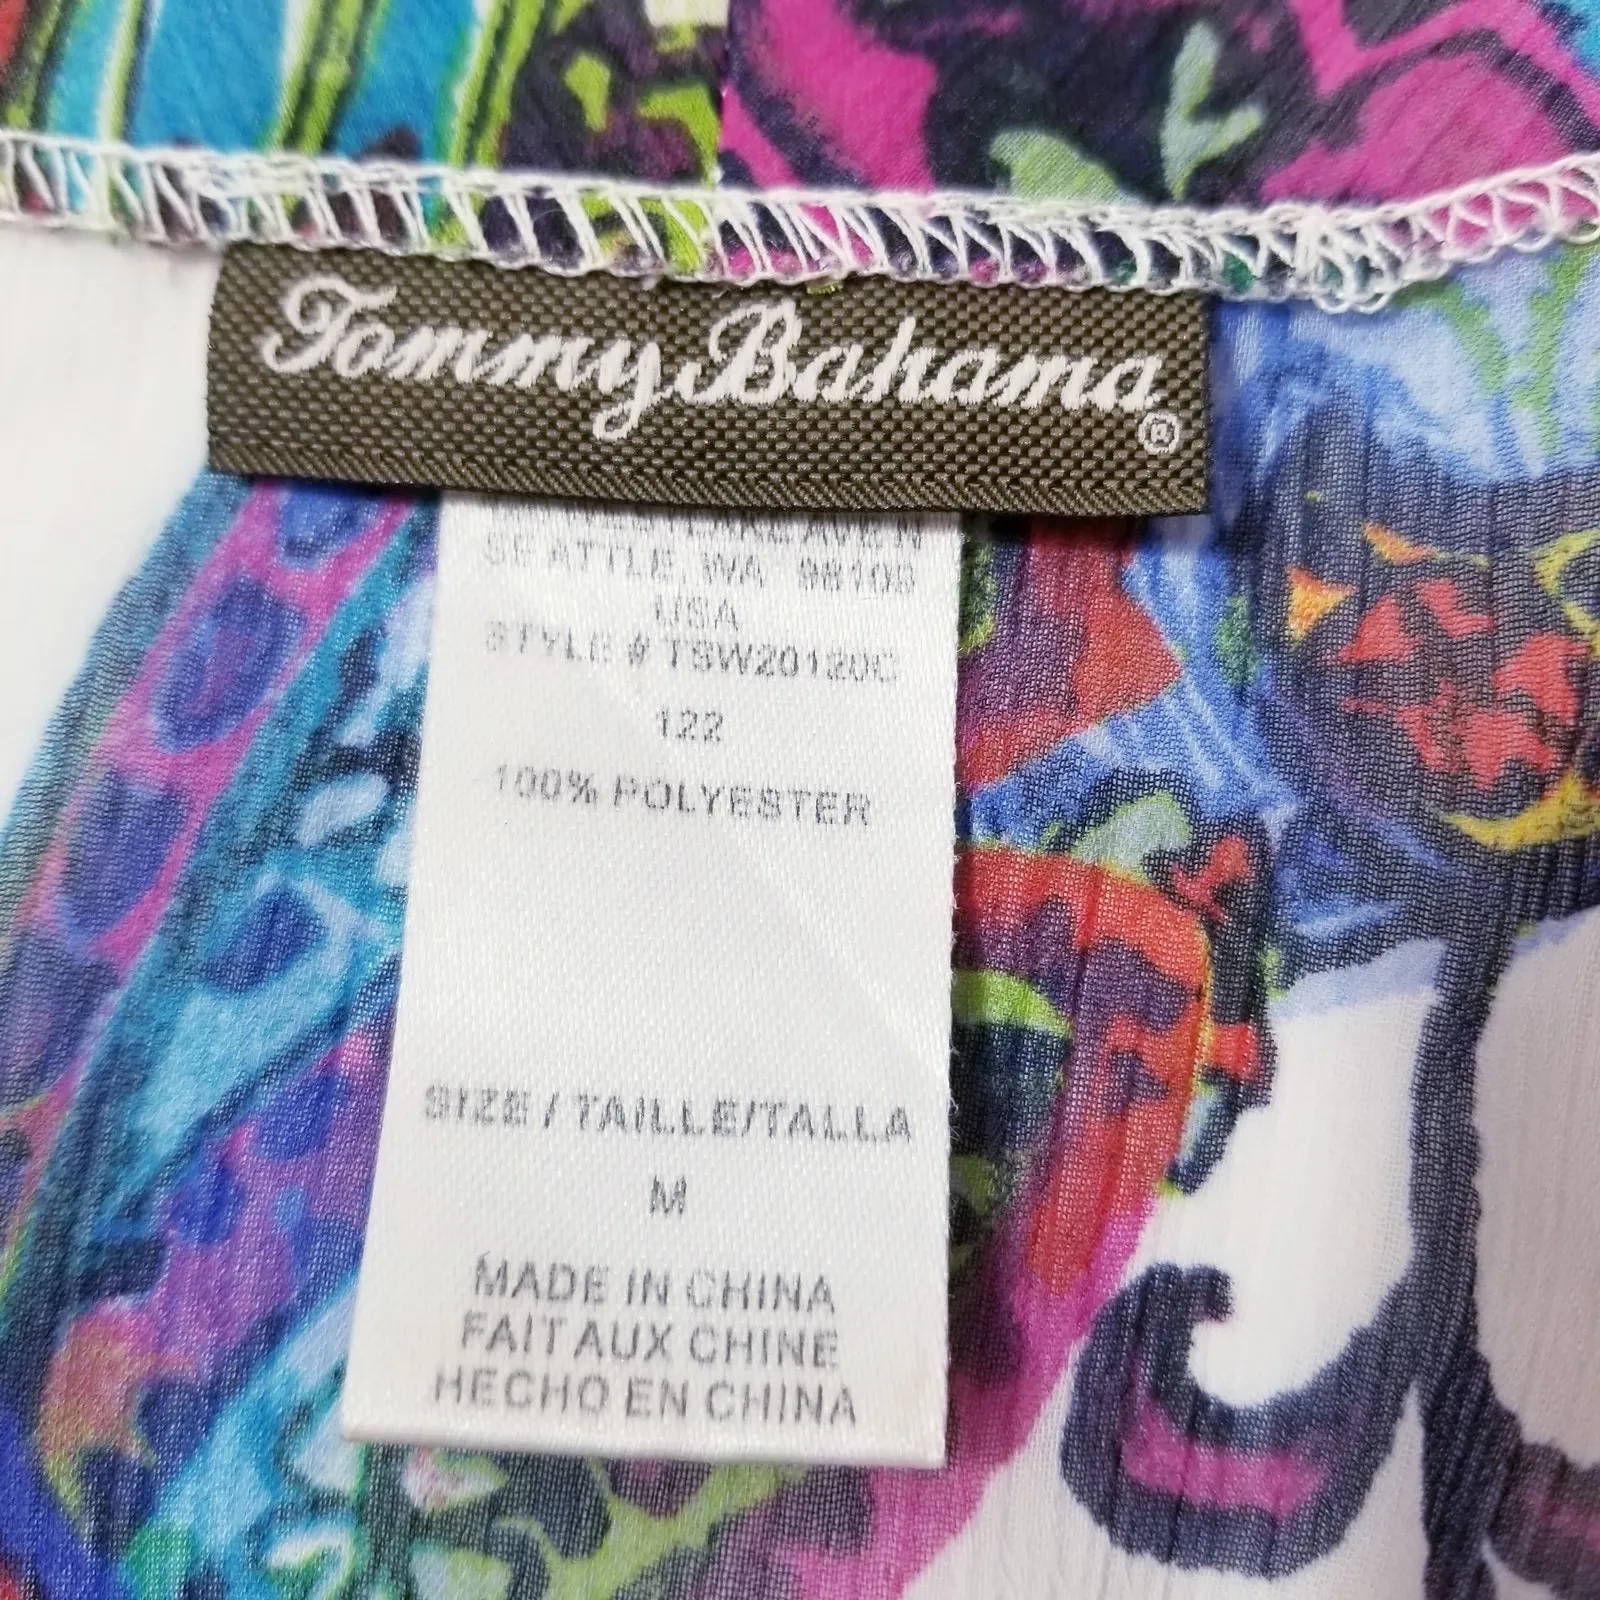 Tommy Bahama®
SEATTLE, WA 98109
USA
STYLE # TSW20120C
122
100% POLYESTER
SIZE / TAILLE/TALLA
M
MADE IN CHINA
FAIT AUX CHINE
HECHO EN CHINA